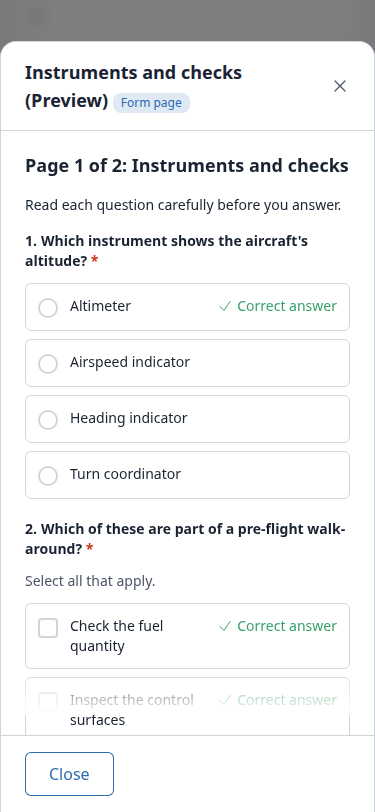 Instruments and checks
(Preview) Form page
Page 1 of 2: Instruments and checks
Read each question carefully before you answer.
1. Which instrument shows the aircraft's
altitude? *
Altimeter Correct answer
Airspeed indicator
Heading indicator
Turn coordinator
2. Which of these are part of a pre-flight walk-
around? *
Select all that apply.
Check the fuel Correct answer
quantity
Inspect the control Correct answer
surfaces
Close